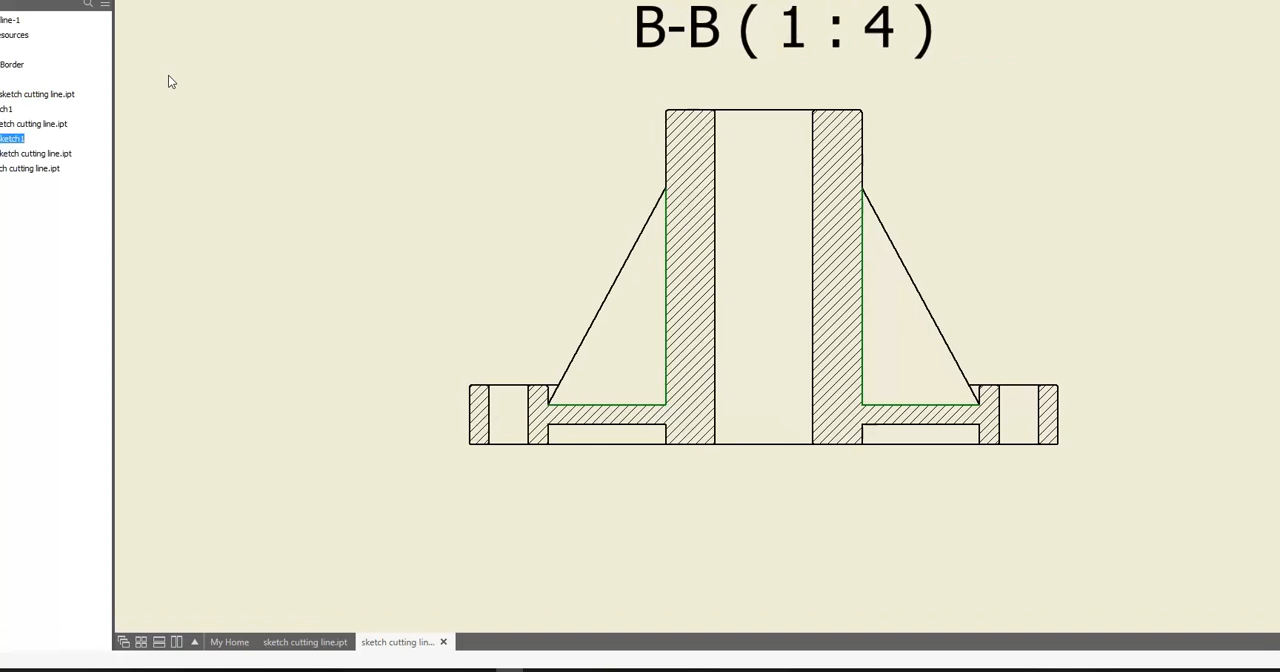 B-B ( 1 : 4 )
line-1
esources
Border
sketch cutting line.ipt
ch1
etch cutting line.ipt
ketch1
ketch cutting line.ipt
ch cutting line.ipt
My Home
sketch cutting line.ipt
sketch cutting lin...